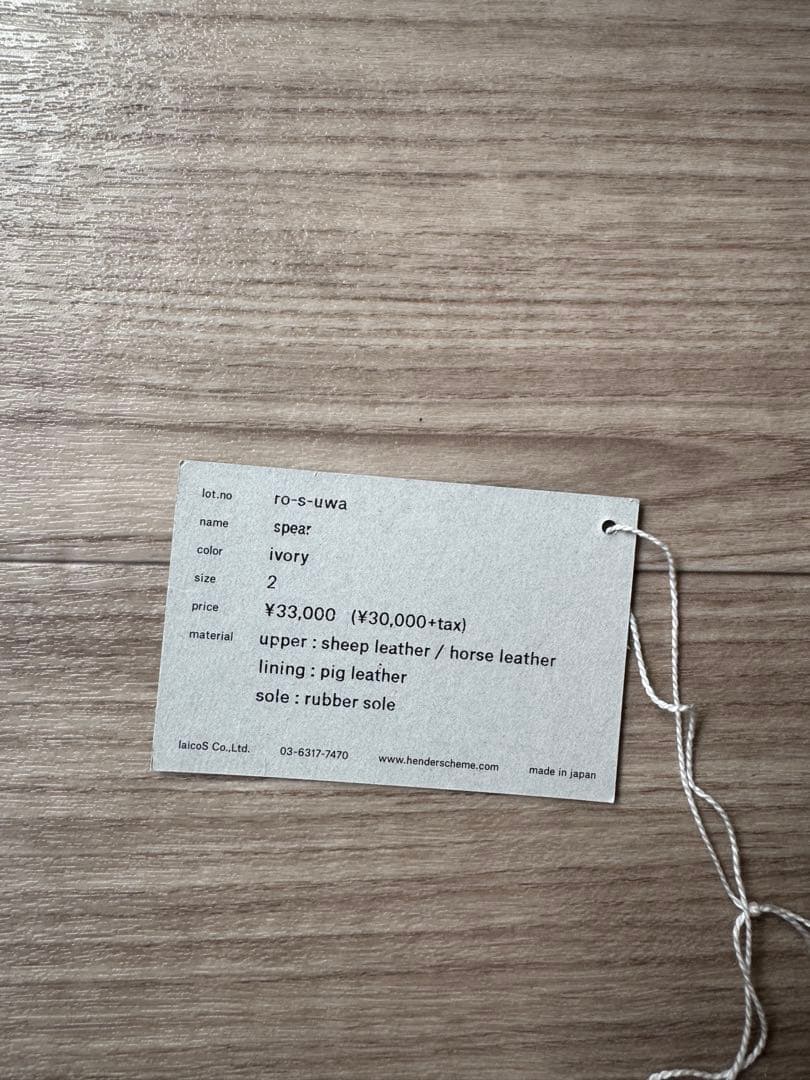 lot.no ro-s-uwa
name spear
color ivory
size 2
price ¥33,000 (¥30,000+tax)
material upper : sheep leather / horse leather
lining : pig leather
sole : rubber sole
laicoS Co.,Ltd. 03-6317-7470 www.henderscheme.com made in japan